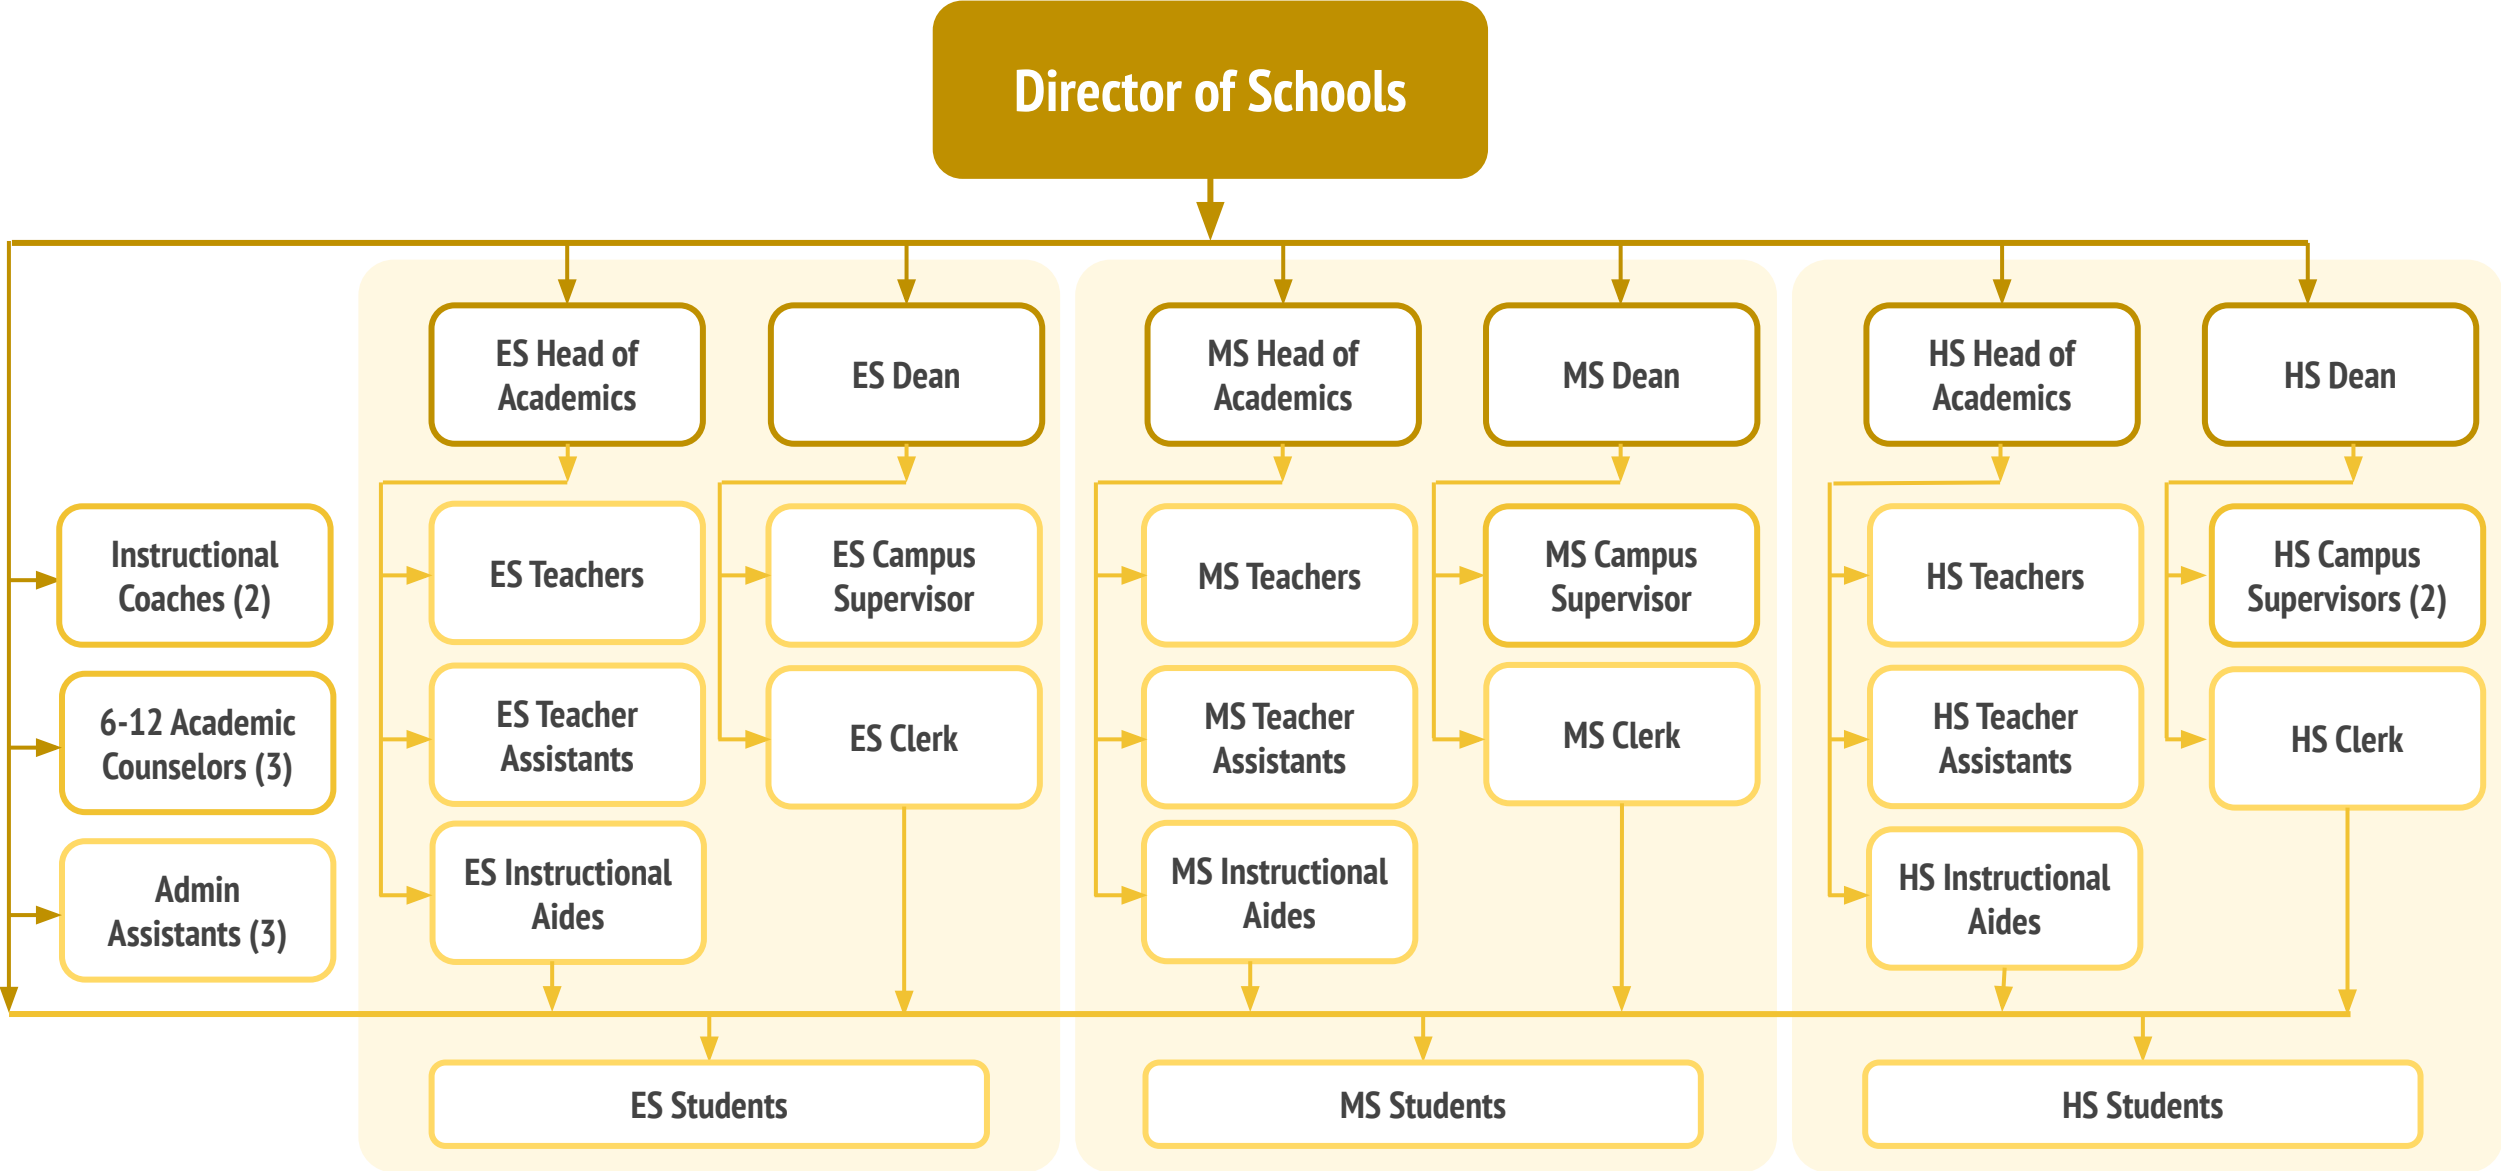 Director of Schools
ES Head of
Academics
ES Dean
MS Head of
Academics
MS Dean
HS Head of
Academics
HS Dean
Instructional
Coaches (2)
6-12 Academic
Counselors (3)
Admin
Assistants (3)
ES Teachers
ES Teacher
Assistants
ES Instructional
Aides
ES Campus
Supervisor
ES Clerk
MS Teachers
MS Teacher
Assistants
MS Instructional
Aides
MS Campus
Supervisor
MS Clerk
HS Teachers
HS Teacher
Assistants
HS Instructional
Aides
HS Campus
Supervisors (2)
HS Clerk
ES Students
MS Students
HS Students